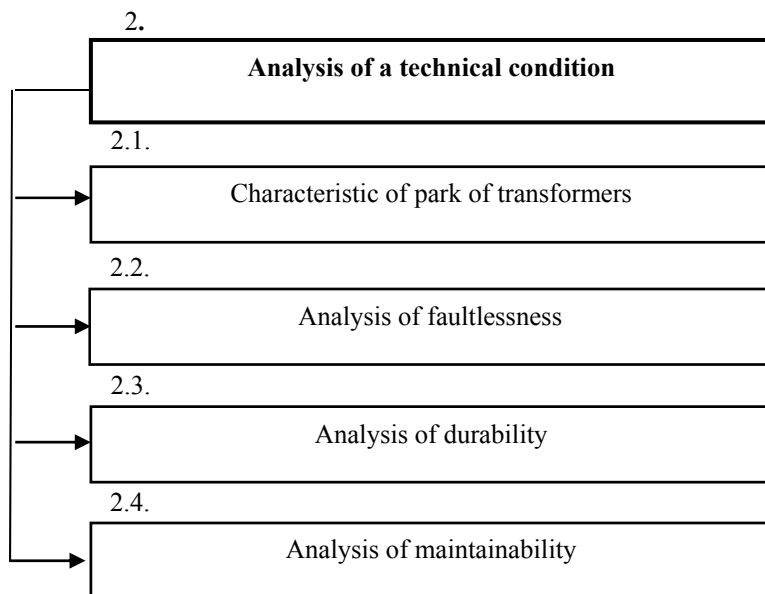 2.
Analysis of a technical condition
2.1.
Characteristic of park of transformers
2.2.
Analysis of faultlessness
2.3.
Analysis of durability
2.4.
Analysis of maintainability